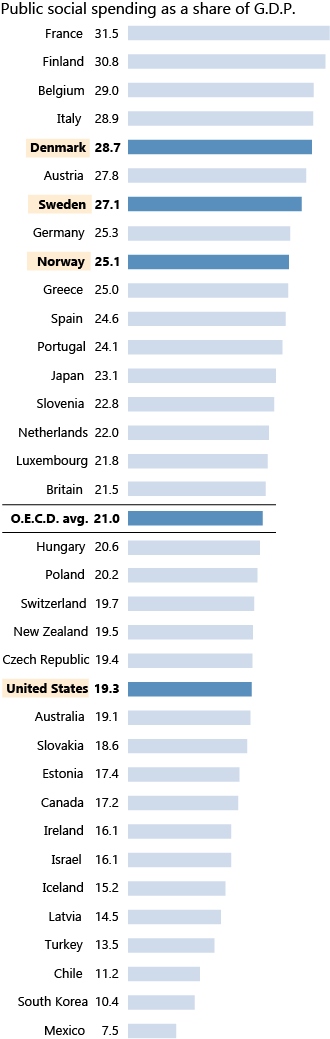 Public social spending as a share of G.D.P.
France 31.5
Finland 30.8
Belgium 29.0
Italy 28.9
Denmark 28.7
Austria 27.8
Sweden 27.1
Germany 25.3
Norway 25.1
Greece 25.0
Spain 24.6
Portugal 24.1
Japan 23.1
Slovenia 22.8
Netherlands 22.0
Luxembourg 21.8
Britain 21.5
O.E.C.D. avg. 21.0
Hungary 20.6
Poland 20.2
Switzerland 19.7
New Zealand 19.5
Czech Republic 19.4
United States 19.3
Australia 19.1
Slovakia 18.6
Estonia 17.4
Canada 17.2
Ireland 16.1
Israel 16.1
Iceland 15.2
Latvia 14.5
Turkey 13.5
Chile 11.2
South Korea 10.4
Mexico 7.5